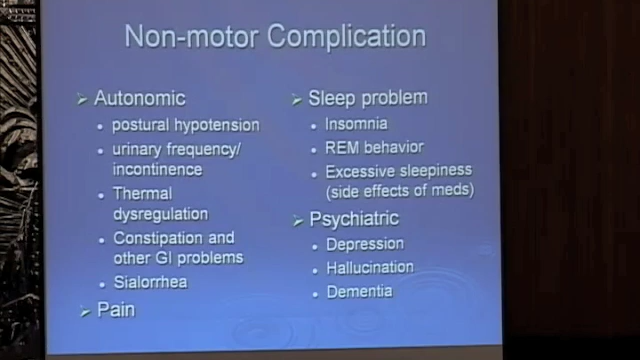 Non-motor Complication
Autonomic
postural hypotension
urinary frequency/
incontinence
Thermal
dysregulation
Constipation and
other GI problems
Sialorrhea
Pain
Sleep problem
Insomnia
REM behavior
Excessive sleepiness
(side effects of meds)
Psychiatric
Depression
Hallucination
Dementia